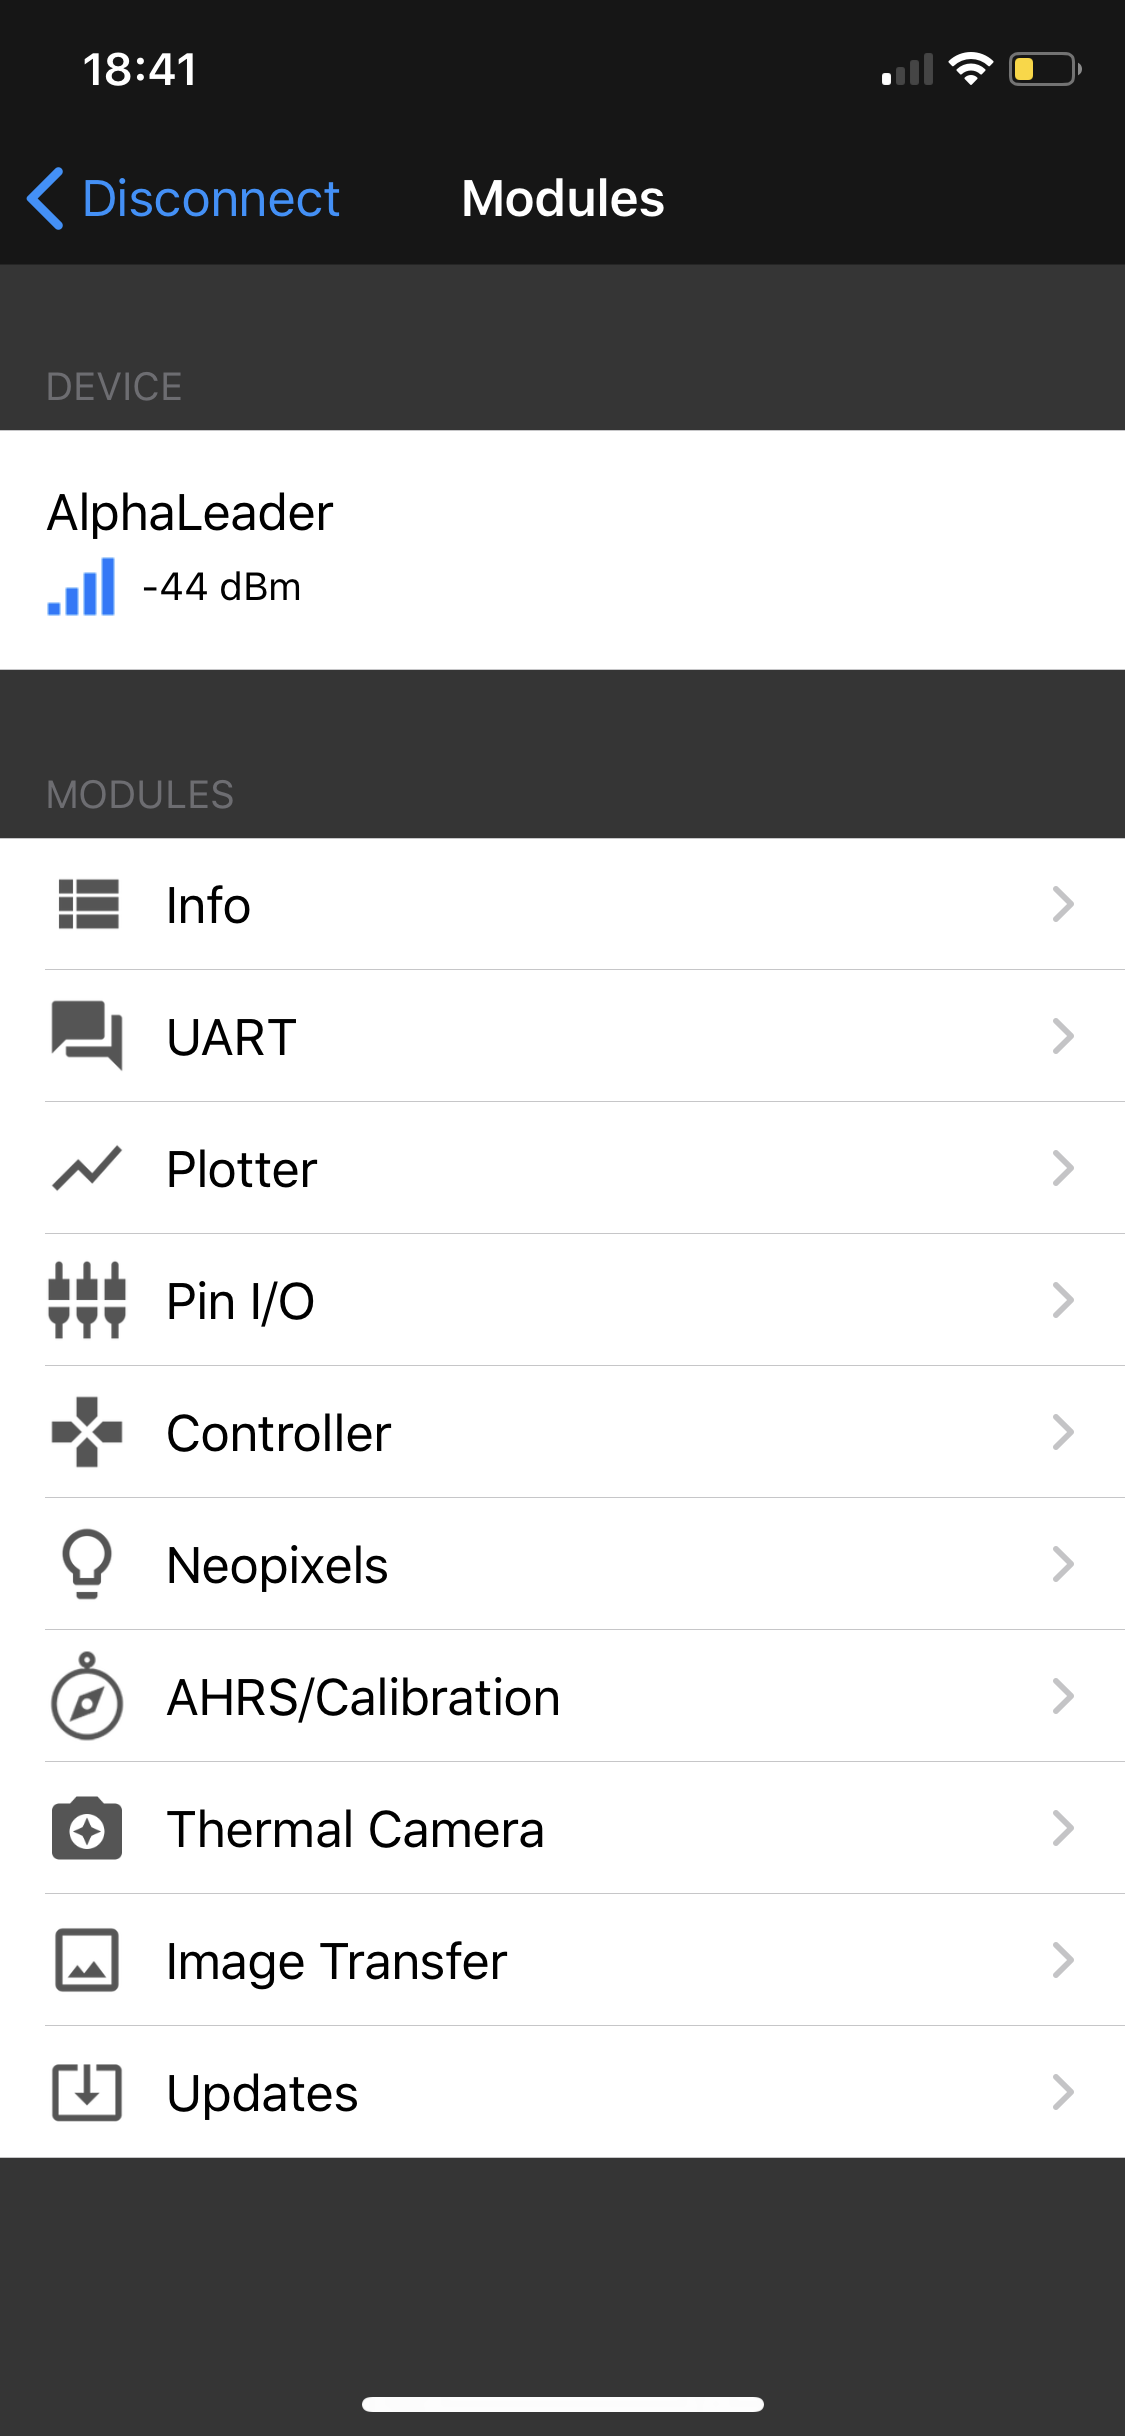 18:41
Disconnect Modules
DEVICE
AlphaLeader
-44 dBm
MODULES
Info
UART
Plotter
Pin I/O
Controller
Neopixels
AHRS/Calibration
Thermal Camera
Image Transfer
Updates